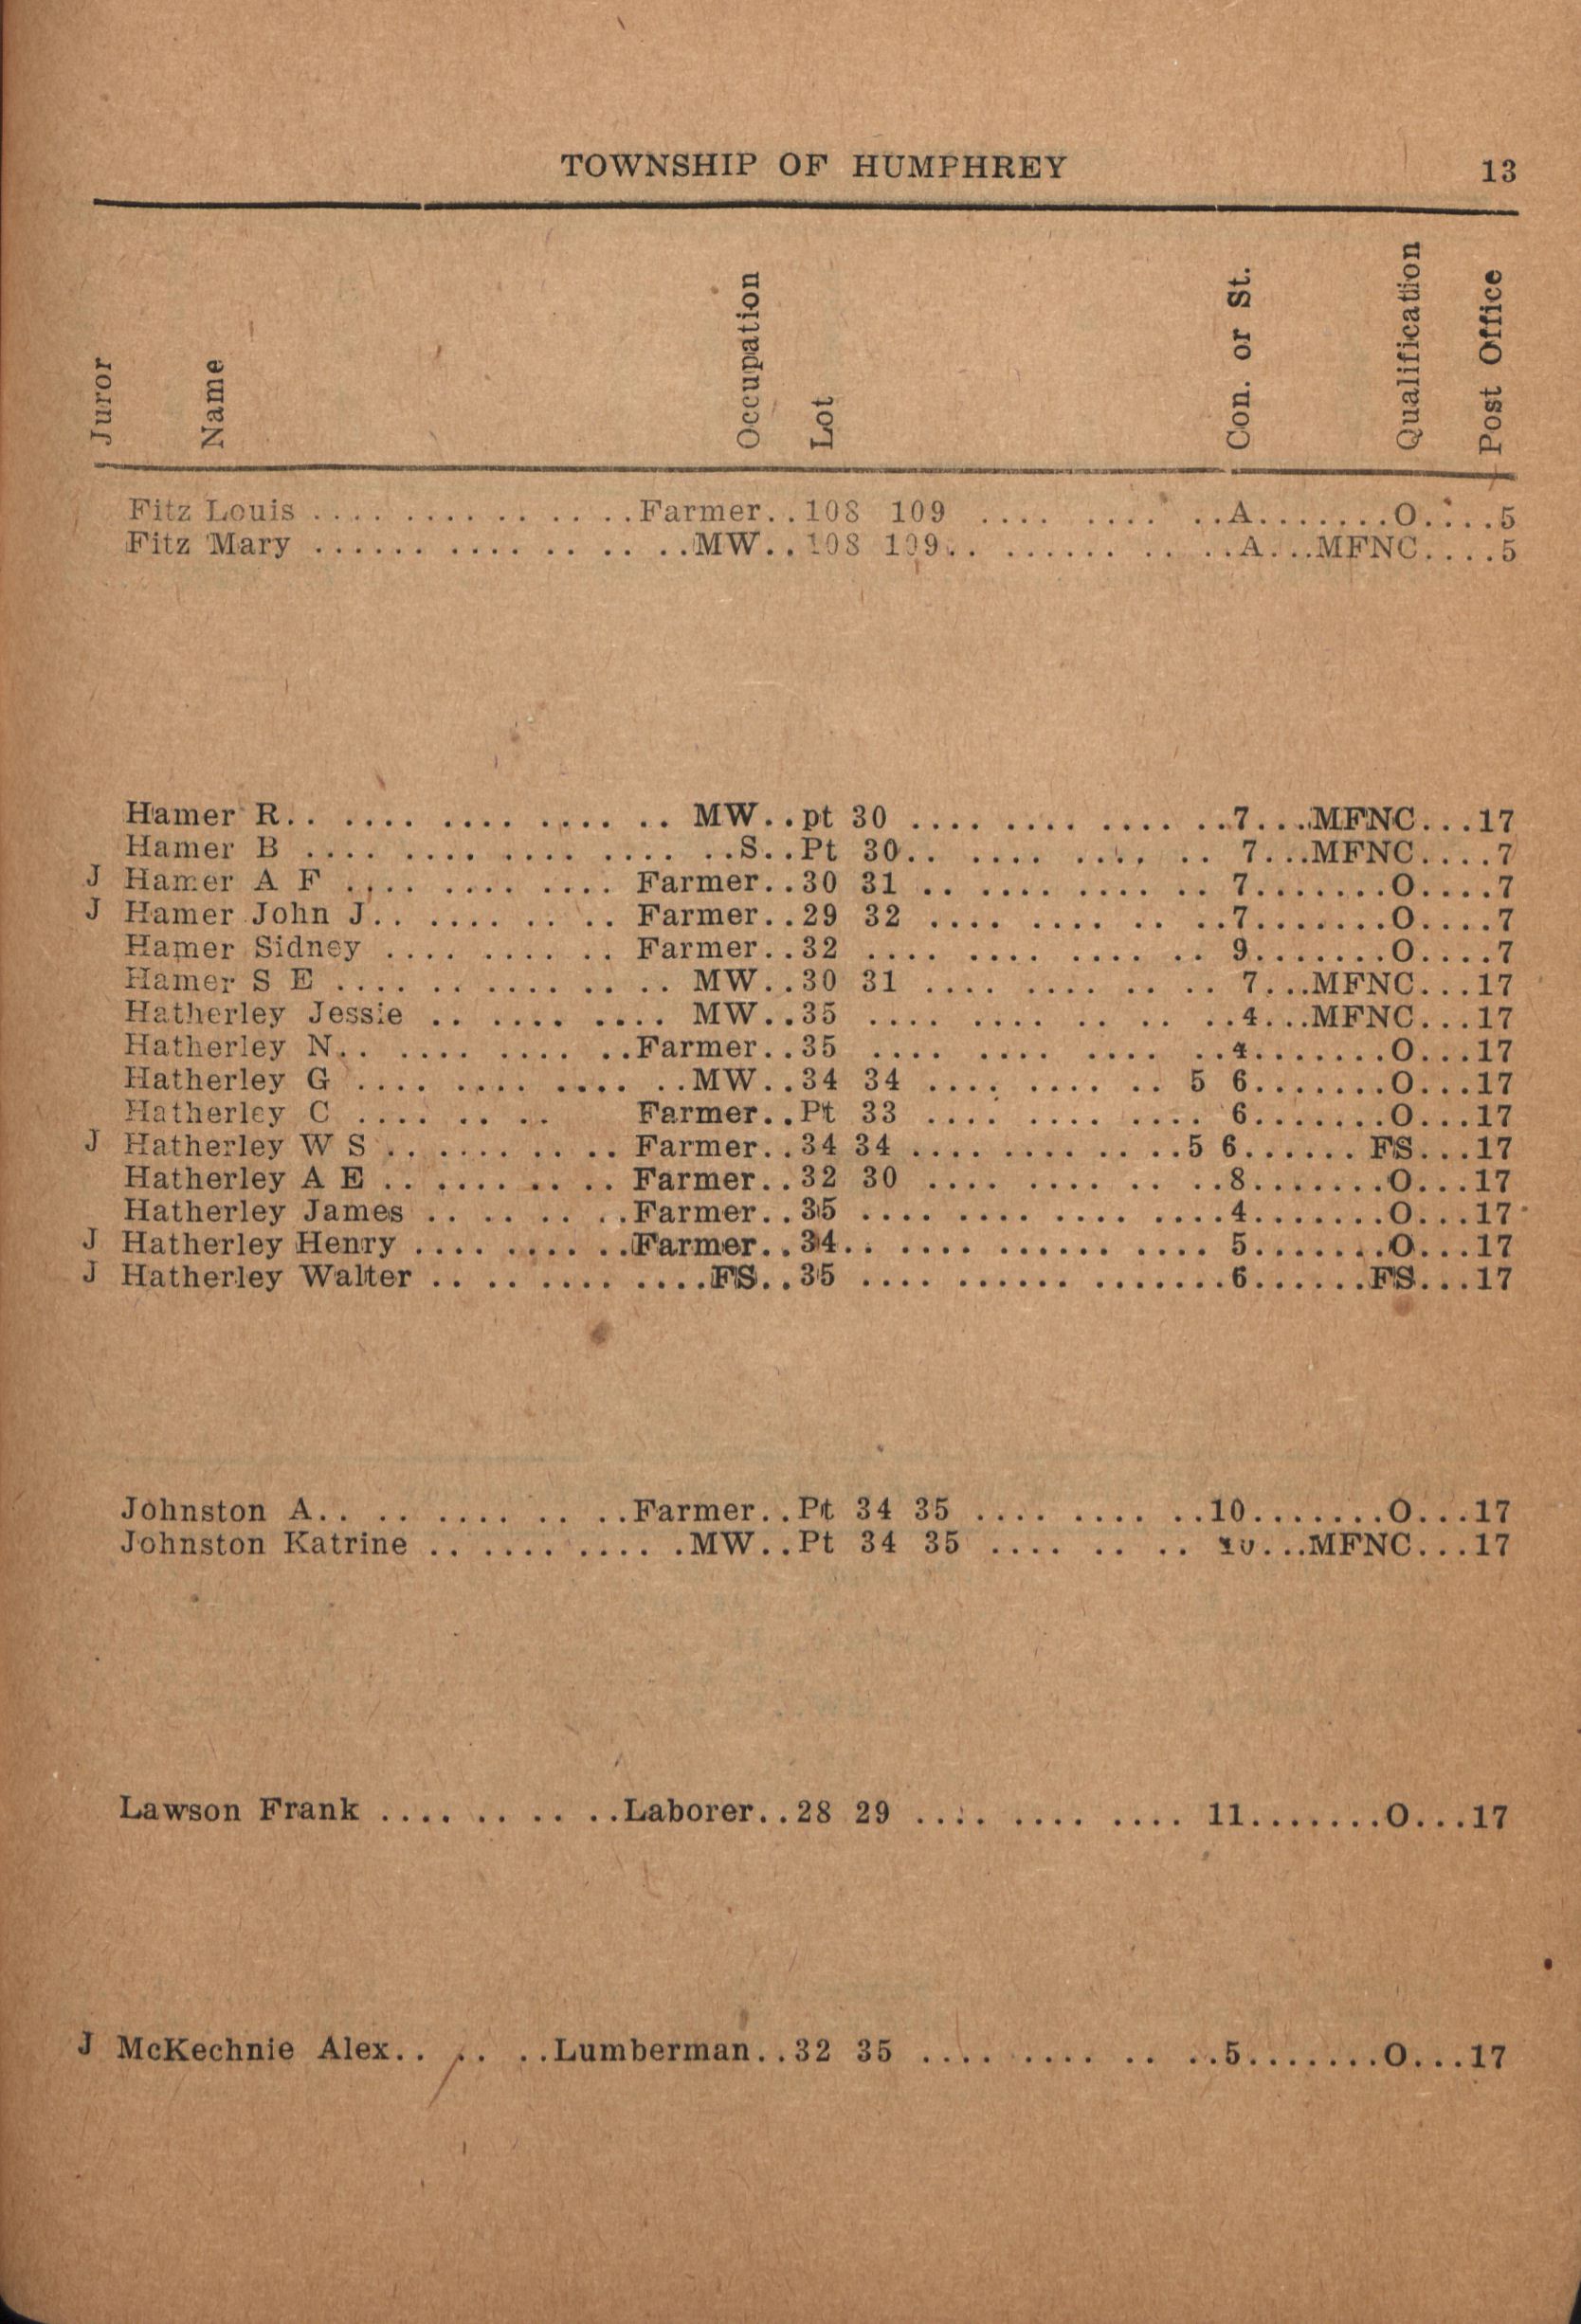 TOWNSHIP OF HUMPHREY 13
Juror Name Occupation Lot Con. or St. Qualification Post Office
Fitz Louis .... .... .. .. ..Farmer..108 109 .... .... ..A........O....5
Fitz Mary ...... .... .. .. ..MW..108 109.. ...... .. ..A...MFNC....5
Hamer R.. .... .... .... .. MW..pt 30 .... .... .... ..7...MFNC...17
Hamer B .... .... .... .... ..S..Pt 30.. .... .... .. 7...MFNC....7
J Hamer A F .... .... .... Farmer..30 31 .. .... .... .. 7.......O....7
J Hamer John J.. .... .. .. Farmer..29 32 .... .... .. ..7.......O....7
Hamer Sidney .... .... .. Farmer..32 .... .... .... .. 9.......O....7
Hamer S E .... .. .... .. .. MW..30 31 .... .... .. .. 7...MFNC...17
Hatherley Jessie .. .... .... MW..35 .... .... .. .. ..4...MFNC...17
Hatherley N.. .... .... ..Farmer..35 .... .... .... ..4.......O...17
Hatherley G .... .... .... ..MW..34 34 .... .... .. 5 6.......O...17
Hatherley C .... .. .. Farmer..Pt 33 .... .... .... 6.......O...17
J Hatherley W S .. .... .. .. Farmer..34 34 .... .... .. ..5 6...... FS...17
Hatherley A E .. .... .. .. Farmer..32 30 .... .... .. ..8.......O...17
Hatherley James .. .. .. ..Farmer..35 .... .... .... ....4.......O...17
J Hatherley Henry .... .... ..Farmer..34.. .... ...... .... 5.......O...17
J Hatherley Walter .. .. .... ....FS..35 .... ...... .......6......FS...17
Johnston A.. .. .... .. ..Farmer..Pt 34 35 .... .... ..10.......O...17
Johnston Katrine .. .... .... .MW..Pt 34 35 .... .. .. 10...MFNC...17
Lawson Frank .... .. .. ..Laborer..28 29 .... .... .... 11.......O...17
J McKechnie Alex.. .. ..Lumberman..32 35 .... .... .. ..5.......O...17